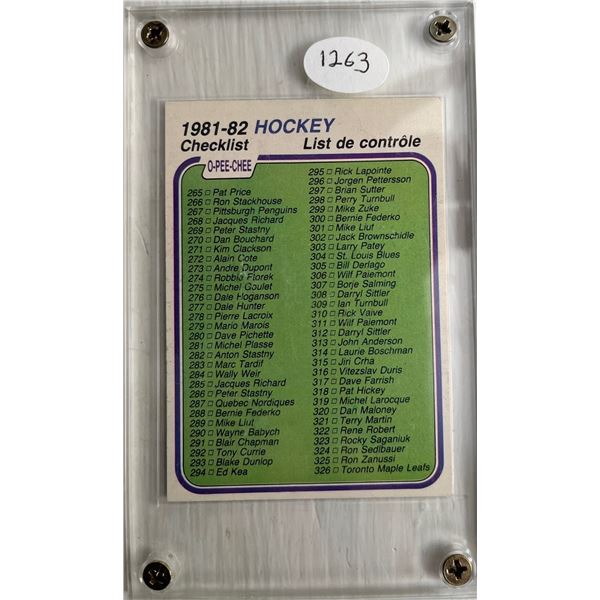 1263
1981-82 HOCKEY
Checklist List de contrôle
O-PEE-CHEE
265 Pat Price
266 Ron Stackhouse
267 Pittsburgh Penguins
268 Jacques Richard
269 Peter Stastny
270 Dan Bouchard
271 Kim Clackson
272 Alain Cote
273 Andre Dupont
274 Robbie Florek
275 Michel Goulet
276 Dale Hoganson
277 Dale Hunter
278 Pierre Lacroix
279 Mario Marois
280 Dave Pichette
281 Michel Plasse
282 Anton Stastny
283 Marc Tardif
284 Wally Weir
285 Jacques Richard
286 Peter Stastny
287 Quebec Nordiques
288 Bernie Federko
289 Mike Liut
290 Wayne Babych
291 Blair Chapman
292 Tony Currie
293 Blake Dunlop
294 Ed Kea
295 Rick Lapointe
296 Jorgen Pettersson
297 Brian Sutter
298 Perry Turnbull
299 Mike Zuke
300 Bernie Federko
301 Mike Liut
302 Jack Brownschidle
303 Larry Patey
304 St. Louis Blues
305 Bill Derlago
306 Wilf Paiemont
307 Borje Salming
308 Darryl Sittler
309 Ian Turnbull
310 Rick Vaive
311 Wilf Paiemont
312 Darryl Sittler
313 John Anderson
314 Laurie Boschman
315 Jiri Crha
316 Vitezslav Duris
317 Dave Farrish
318 Pat Hickey
319 Michel Larocque
320 Dan Maloney
321 Terry Martin
322 Rene Robert
323 Rocky Saganiuk
324 Ron Sedlbauer
325 Ron Zanussi
326 Toronto Maple Leafs